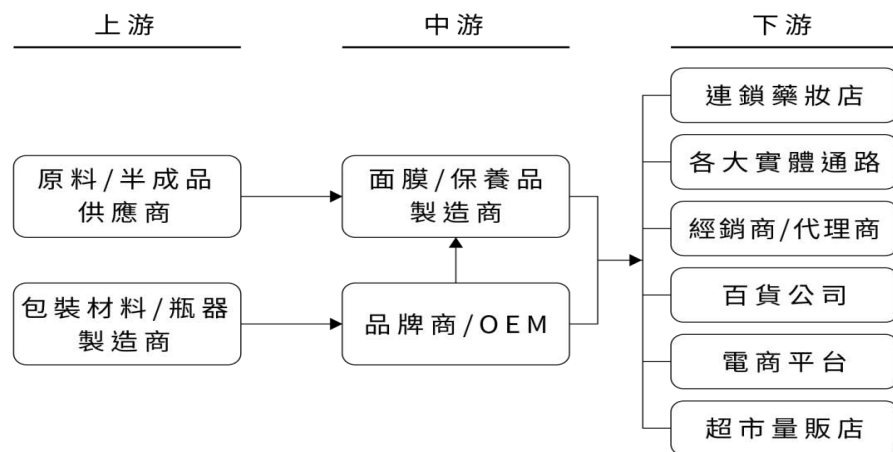 上游
中游
下游
原料/半成品
供應商
包裝材料/瓶器
製造商
面膜/保養品
製造商
品牌商/OEM
連鎖藥妝店
各大實體通路
經銷商/代理商
百貨公司
電商平台
超市量販店